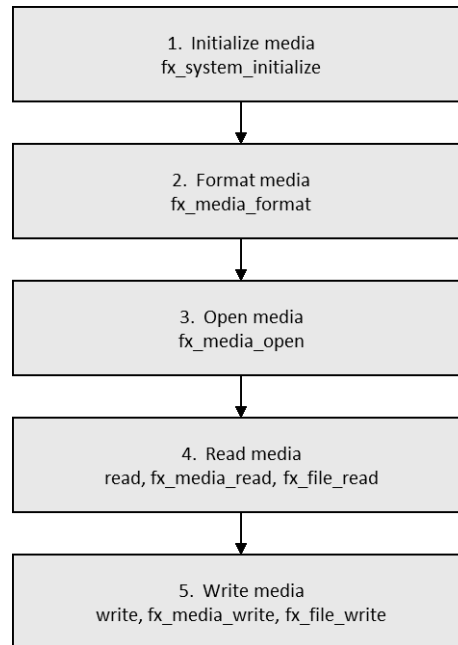 1. Initialize media
fx_system_initialize
2. Format media
fx_media_format
3. Open media
fx_media_open
4. Read media
read, fx_media_read, fx_file_read
5. Write media
write, fx_media_write, fx_file_write